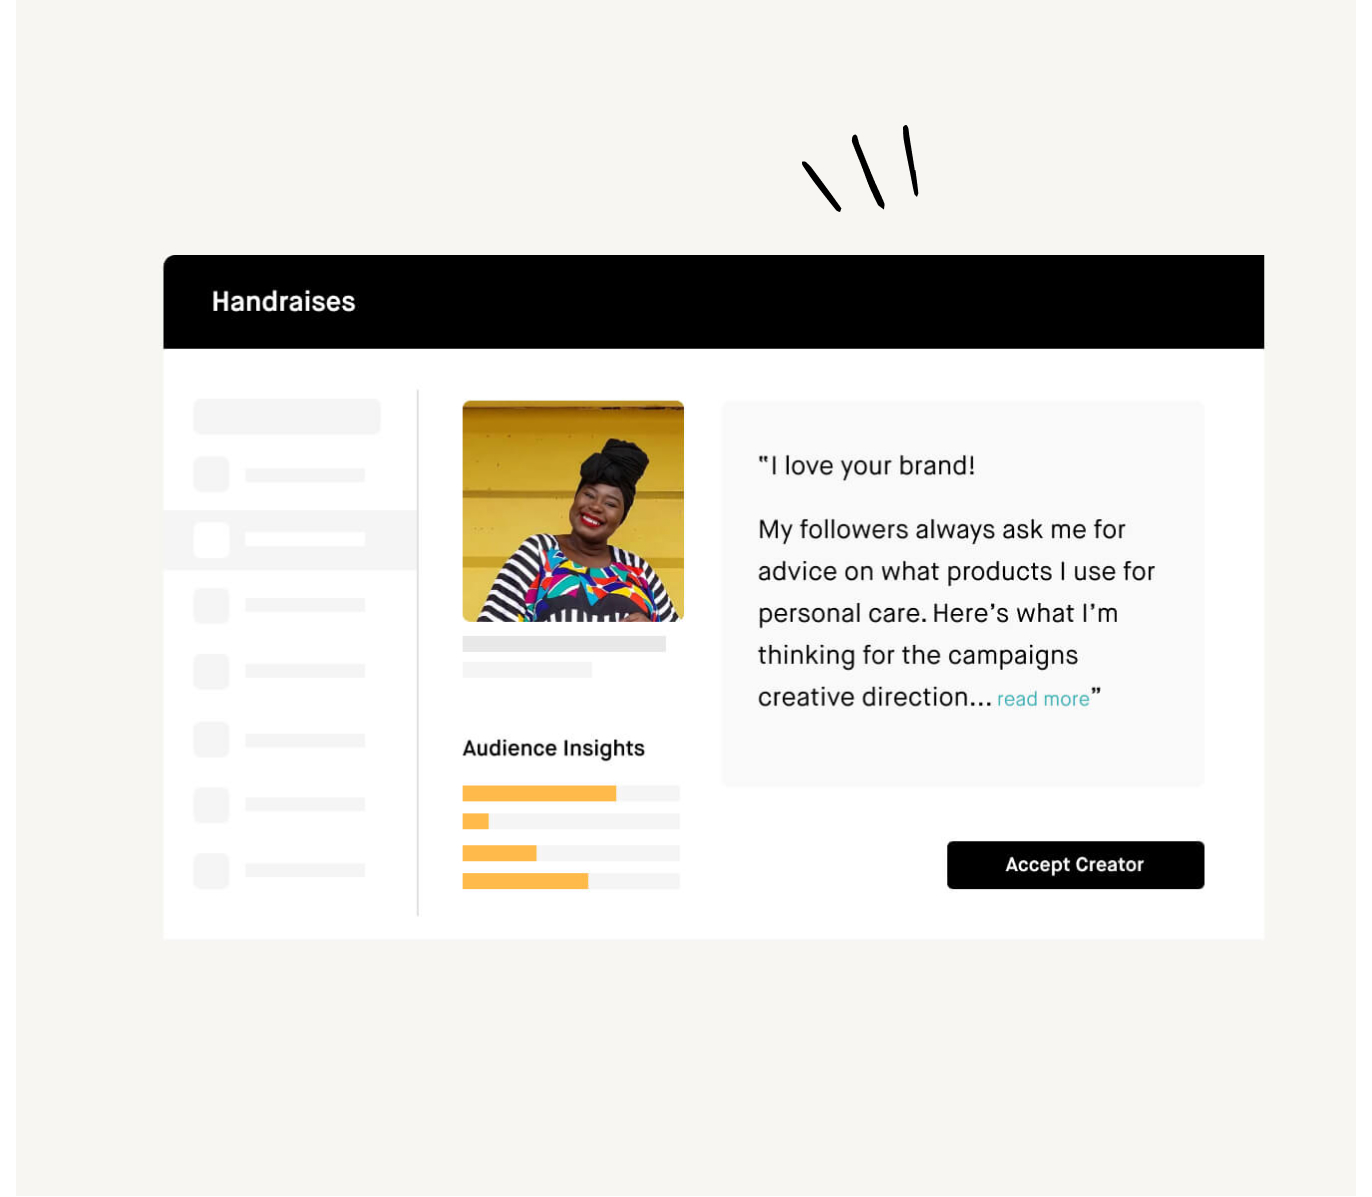 Handraises
"I love your brand!
My followers always ask me for
advice on what products I use for
personal care. Here's what I'm
thinking for the campaigns
creative direction... read more"
Audience Insights
Accept Creator